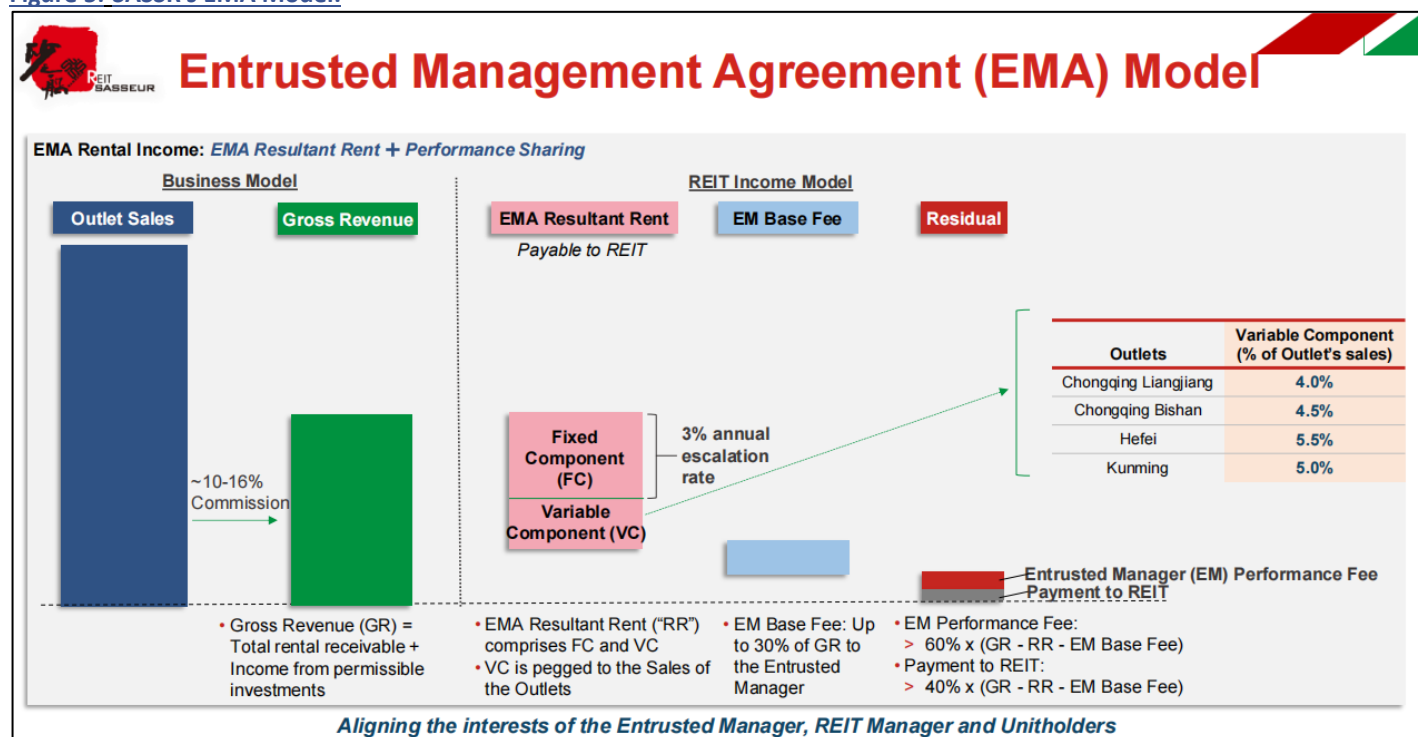 SASSR's EMA Model
REIT
SASSEUR
Entrusted Management Agreement (EMA) Model
EMA Rental Income: EMA Resultant Rent + Performance Sharing
Business Model
REIT Income Model
Outlet Sales
Gross Revenue
EMA Resultant Rent
EM Base Fee
Residual
Payable to REIT
~10-16%
Commission
Fixed
Component
(FC)
Variable
Component (VC)
3% annual
escalation
rate
Outlets
Variable Component
(% of Outlet's sales)
Chongqing Liangjiang 4.0%
Chongqing Bishan 4.5%
Hefei 5.5%
Kunming 5.0%
Entrusted Manager (EM) Performance Fee
Payment to REIT
• Gross Revenue (GR) =
Total rental receivable +
Income from permissible
investments
• EMA Resultant Rent ("RR")
comprises FC and VC
• VC is pegged to the Sales of
the Outlets
• EM Base Fee: Up
to 30% of GR to
the Entrusted
Manager
• EM Performance Fee:
> 60% x (GR - RR - EM Base Fee)
• Payment to REIT:
> 40% x (GR - RR - EM Base Fee)
Aligning the interests of the Entrusted Manager, REIT Manager and Unitholders